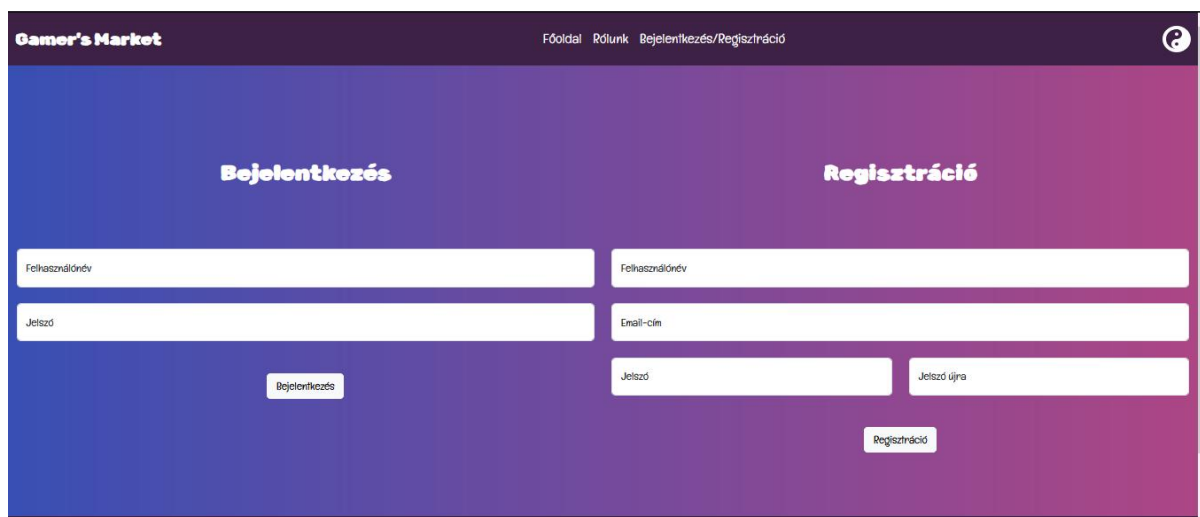 Gamer's Market
Főoldal Rólunk Bejelentkezés/Regisztráció
Bejelentkezés
Felhasználónév
Jelszó
Bejelentkezés
Regisztráció
Felhasználónév
Email-cím
Jelszó Jelszó újra
Regisztráció